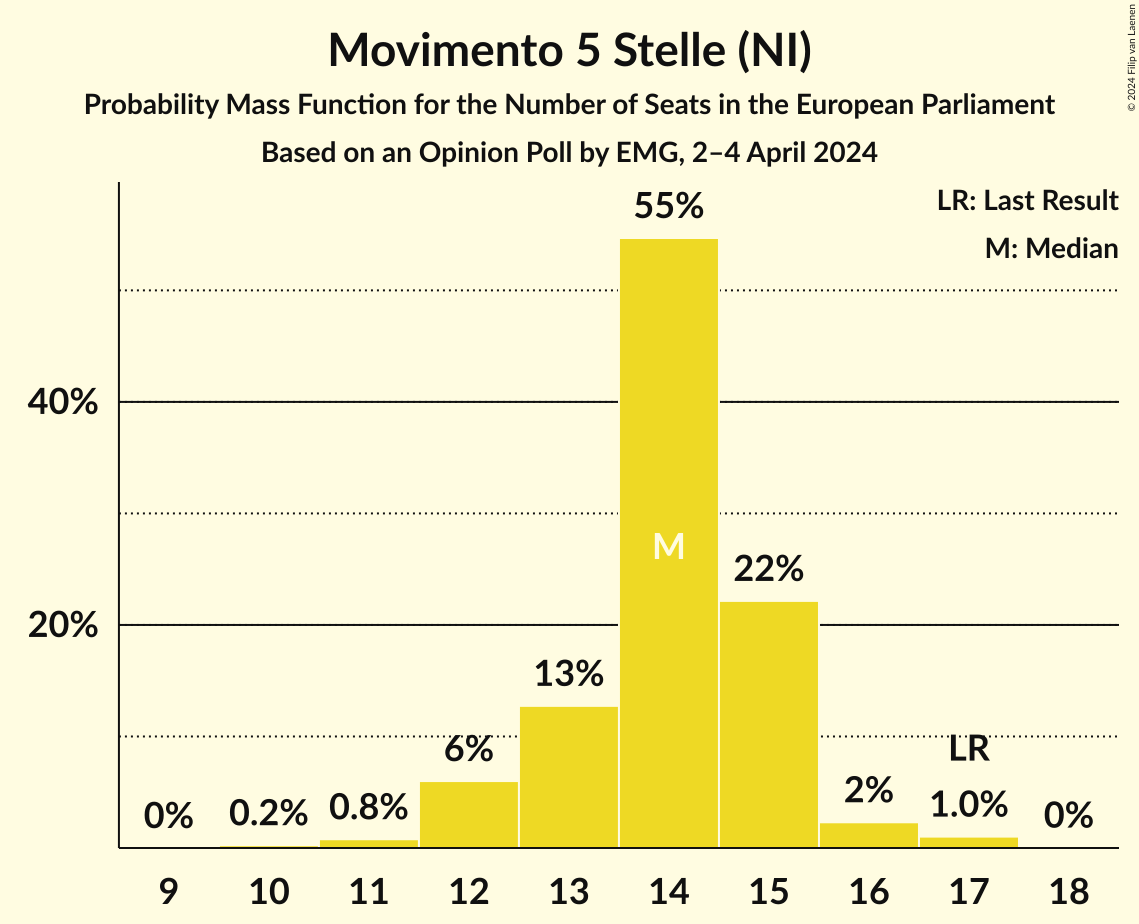 Movimento 5 Stelle (NI)
Probability Mass Function for the Number of Seats in the European Parliament
Based on an Opinion Poll by EMG, 2–4 April 2024
© 2024 Filip van Laenen
LR: Last Result
M: Median
55%
40%
M
22%
20%
13%
6%
LR
2%
1.0%
0.8%
0.2%
0%
0%
9 10 11 12 13 14 15 16 17 18